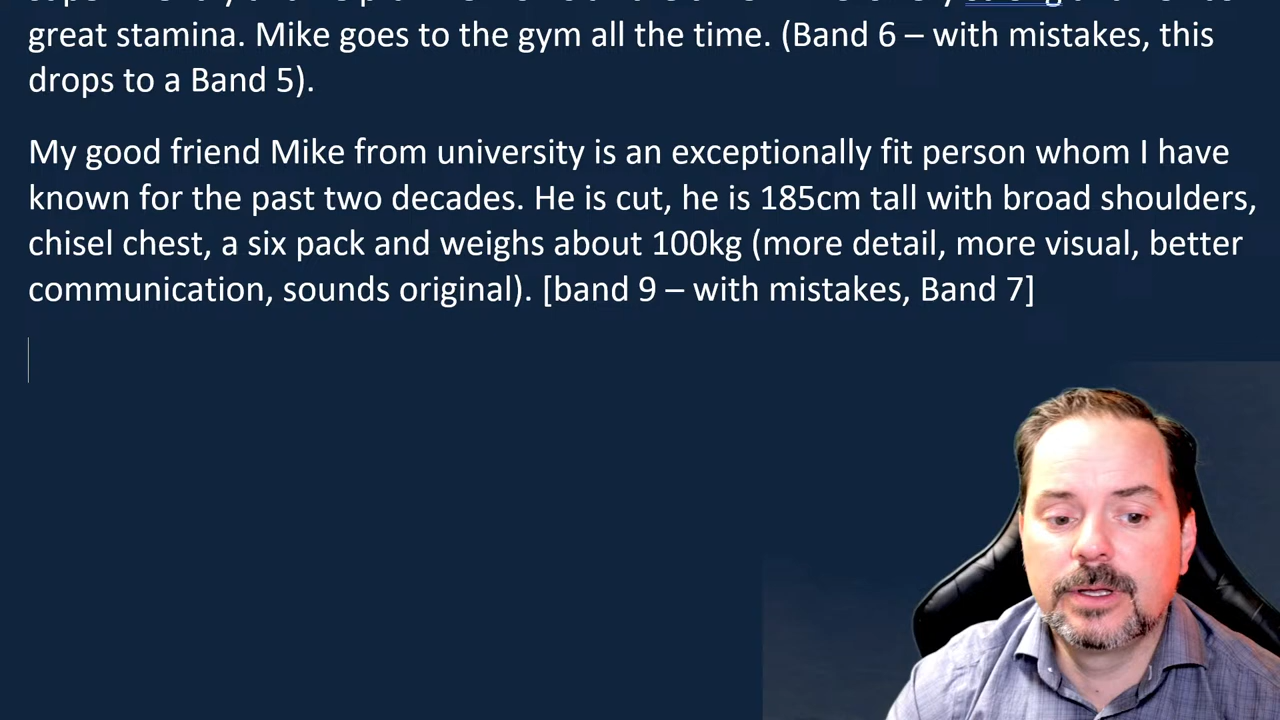 great stamina. Mike goes to the gym all the time. (Band 6 – with mistakes, this
drops to a Band 5).
My good friend Mike from university is an exceptionally fit person whom I have
known for the past two decades. He is cut, he is 185cm tall with broad shoulders,
chisel chest, a six pack and weighs about 100kg (more detail, more visual, better
communication, sounds original). [band 9 – with mistakes, Band 7]